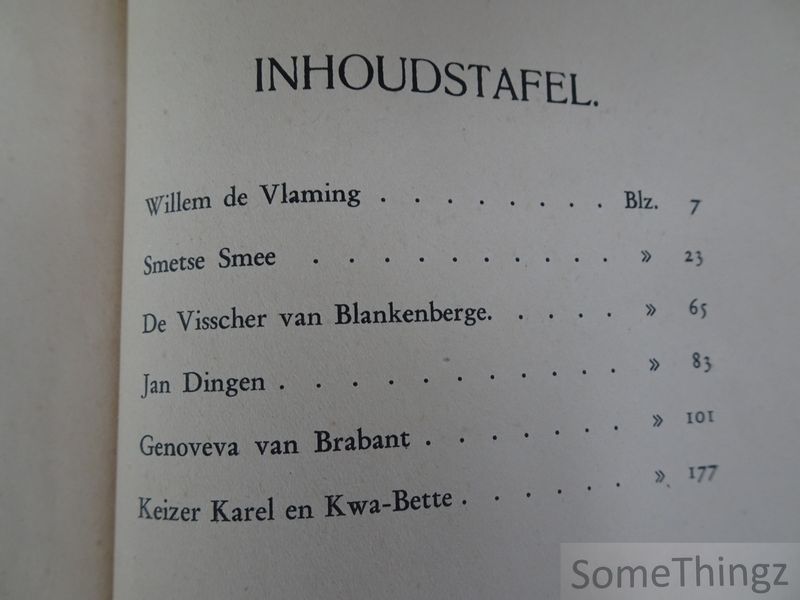 INHOUDSTAFEL.
Willem de Vlaming . . . . . . . . Blz. 7
Smetse Smee . . . . . . . . . . » 23
De Visscher van Blankenberge. . . . . » 65
Jan Dingen . . . . . . . . . . . » 83
Genoveva van Brabant . . . . . . . » 101
Keizer Karel en Kwa-Bette . . . . . . » 177
SomeThingz